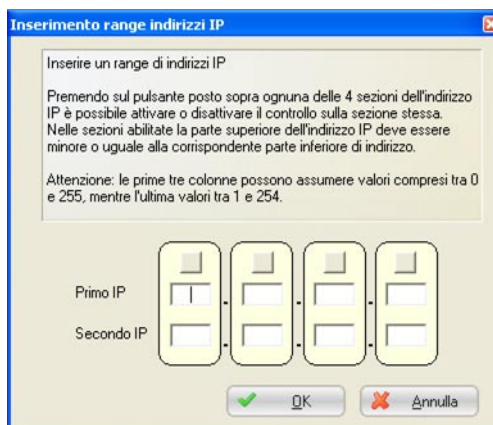 Inserimento range indirizzi IP
Inserire un range di indirizzi IP
Premendo sul pulsante posto sopra ognuna delle 4 sezioni dell'indirizzo
IP è possibile attivare o disattivare il controllo sulla sezione stessa.
Nelle sezioni abilitate la parte superiore dell'indirizzo IP deve essere
minore o uguale alla corrispondente parte inferiore di indirizzo.
Attenzione: le prime tre colonne possono assumere valori compresi tra 0
e 255, mentre l'ultima valori tra 1 e 254.
Primo IP . . .
Secondo IP . . .
OK Annulla